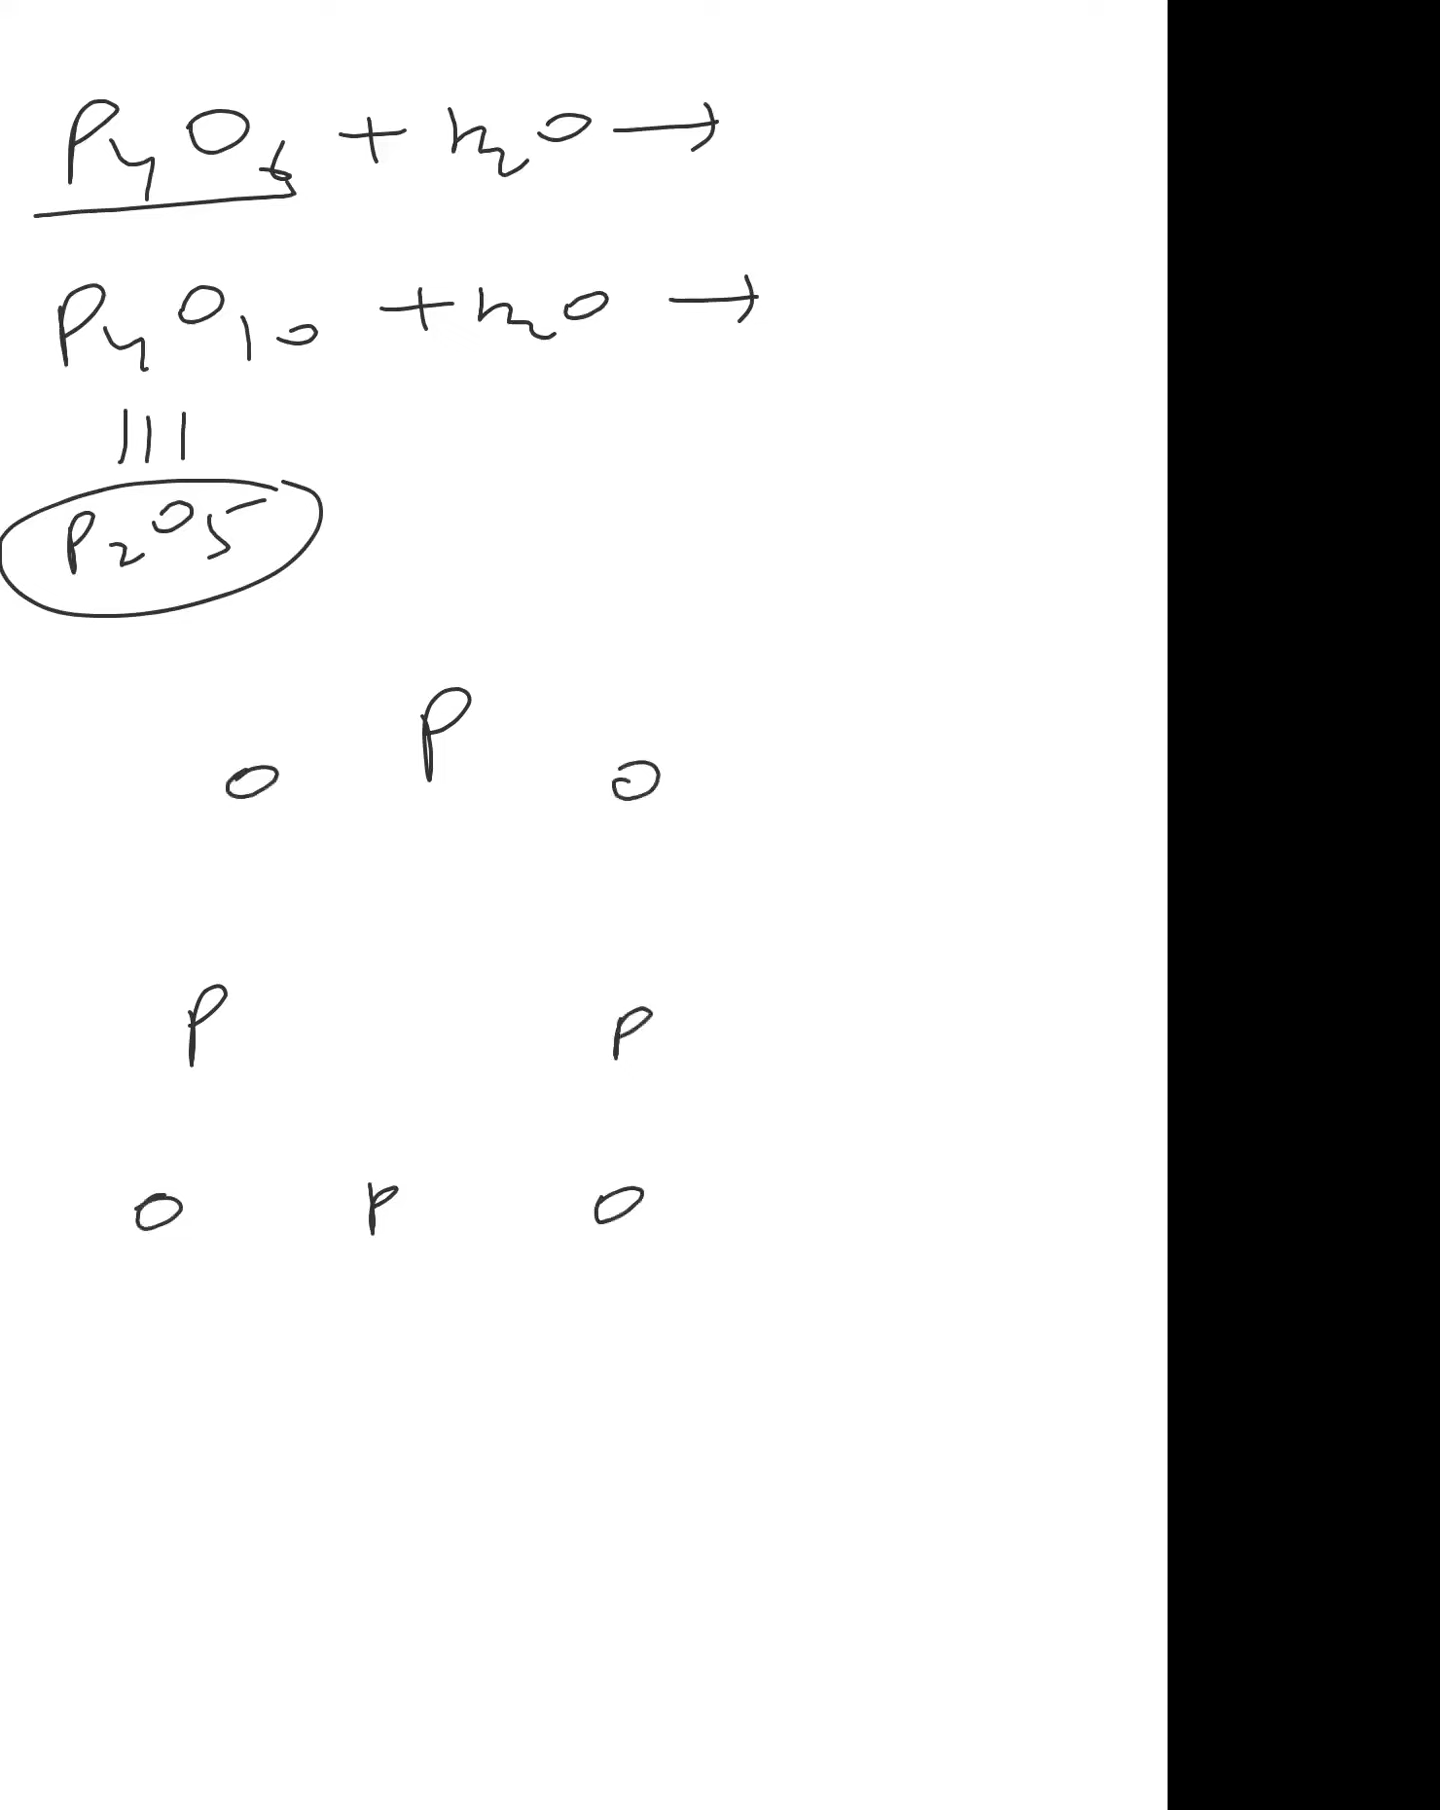 P₄O₆ + H₂O →
P₄O₁₀ + H₂O →
|||
P₂O₅
P
O O
P P
O P O